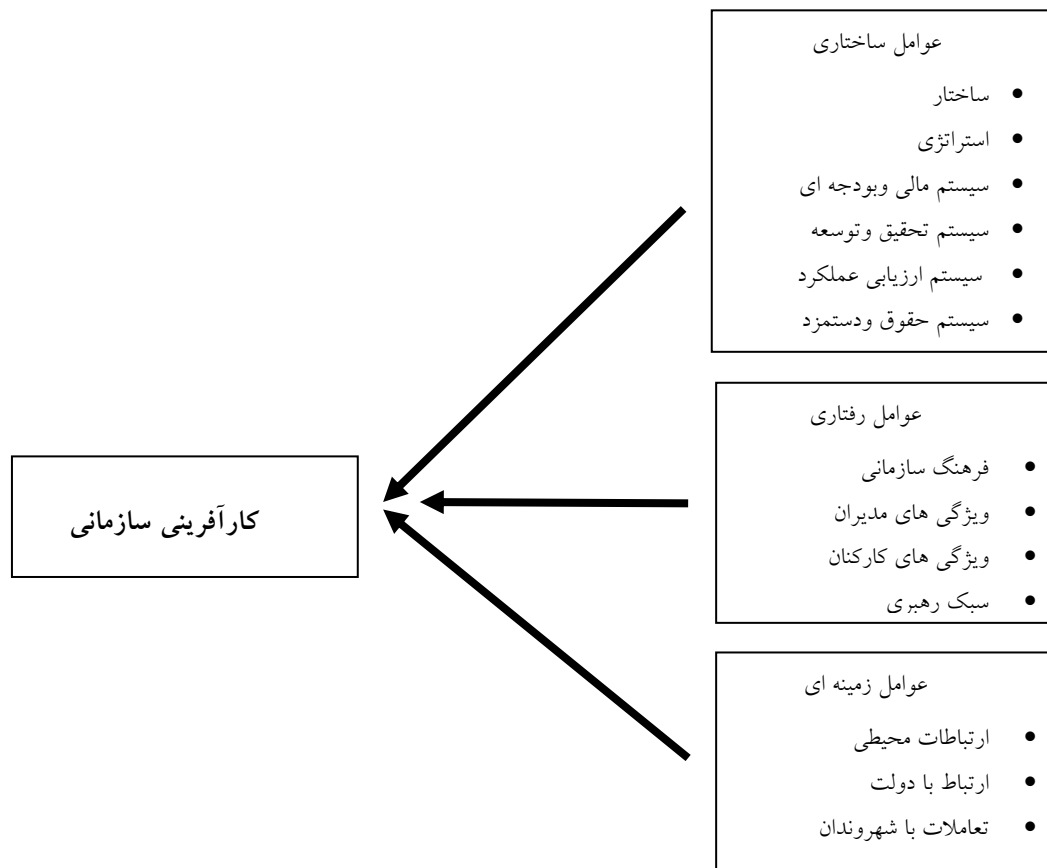 عوامل ساختاری
• ساختار
• استراتژی
• سیستم مالی وبودجه ای
• سیستم تحقیق وتوسعه
• سیستم ارزیابی عملکرد
• سیستم حقوق ودستمزد
عوامل رفتاری
• فرهنگ سازمانی
• ویژگی های مدیران
• ویژگی های کارکنان
• سبک رهبری
عوامل زمینه ای
• ارتباطات محیطی
• ارتباط با دولت
• تعاملات با شهروندان
کارآفرینی سازمانی